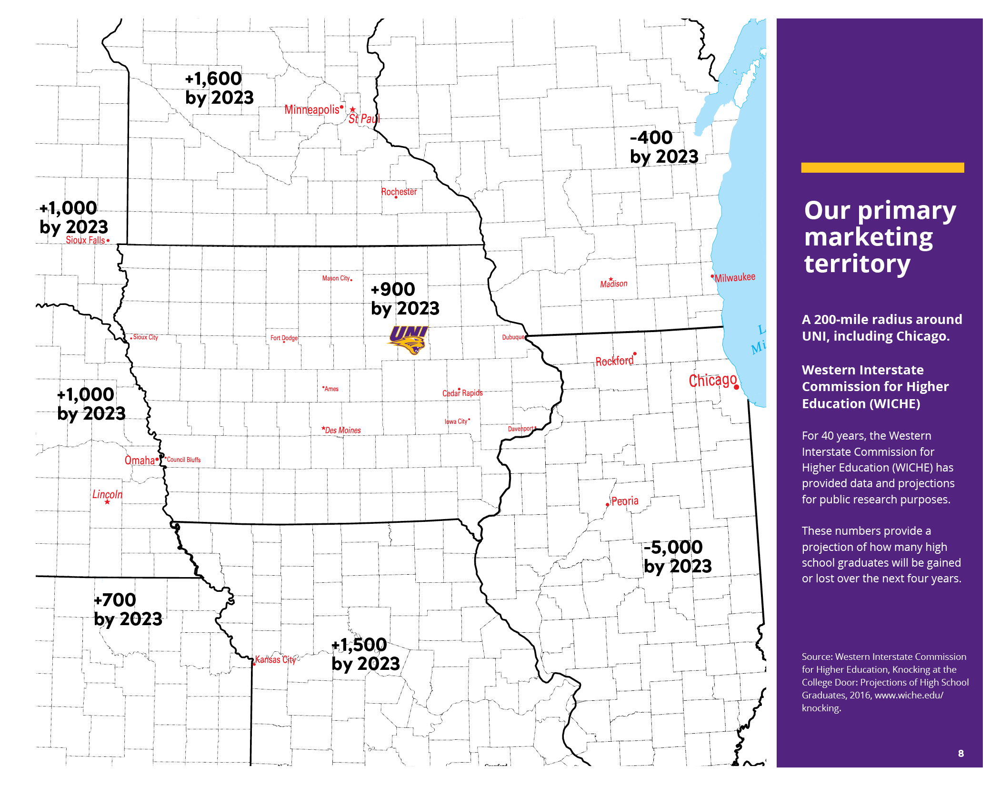 +1,600
by 2023
Minneapolis
St Paul
-400
by 2023
Rochester
+1,000
by 2023
Sioux Falls
Mason City
+900
by 2023
Madison
Milwaukee
UNI
Sioux City
Fort Dodge
Dubuque
Rockford
Chicago
+1,000
by 2023
Ames
Cedar Rapids
Iowa City
Des Moines
Davenport
Omaha
Council Bluffs
Lincoln
Peoria
-5,000
by 2023
+700
by 2023
+1,500
by 2023
Kansas City
Our primary
marketing
territory
A 200-mile radius around
UNI, including Chicago.
Western Interstate
Commission for Higher
Education (WICHE)
For 40 years, the Western
Interstate Commission for
Higher Education (WICHE) has
provided data and projections
for public research purposes.
These numbers provide a
projection of how many high
school graduates will be gained
or lost over the next four years.
Source: Western Interstate Commission
for Higher Education, Knocking at the
College Door: Projections of High School
Graduates, 2016, www.wiche.edu/
knocking.
8